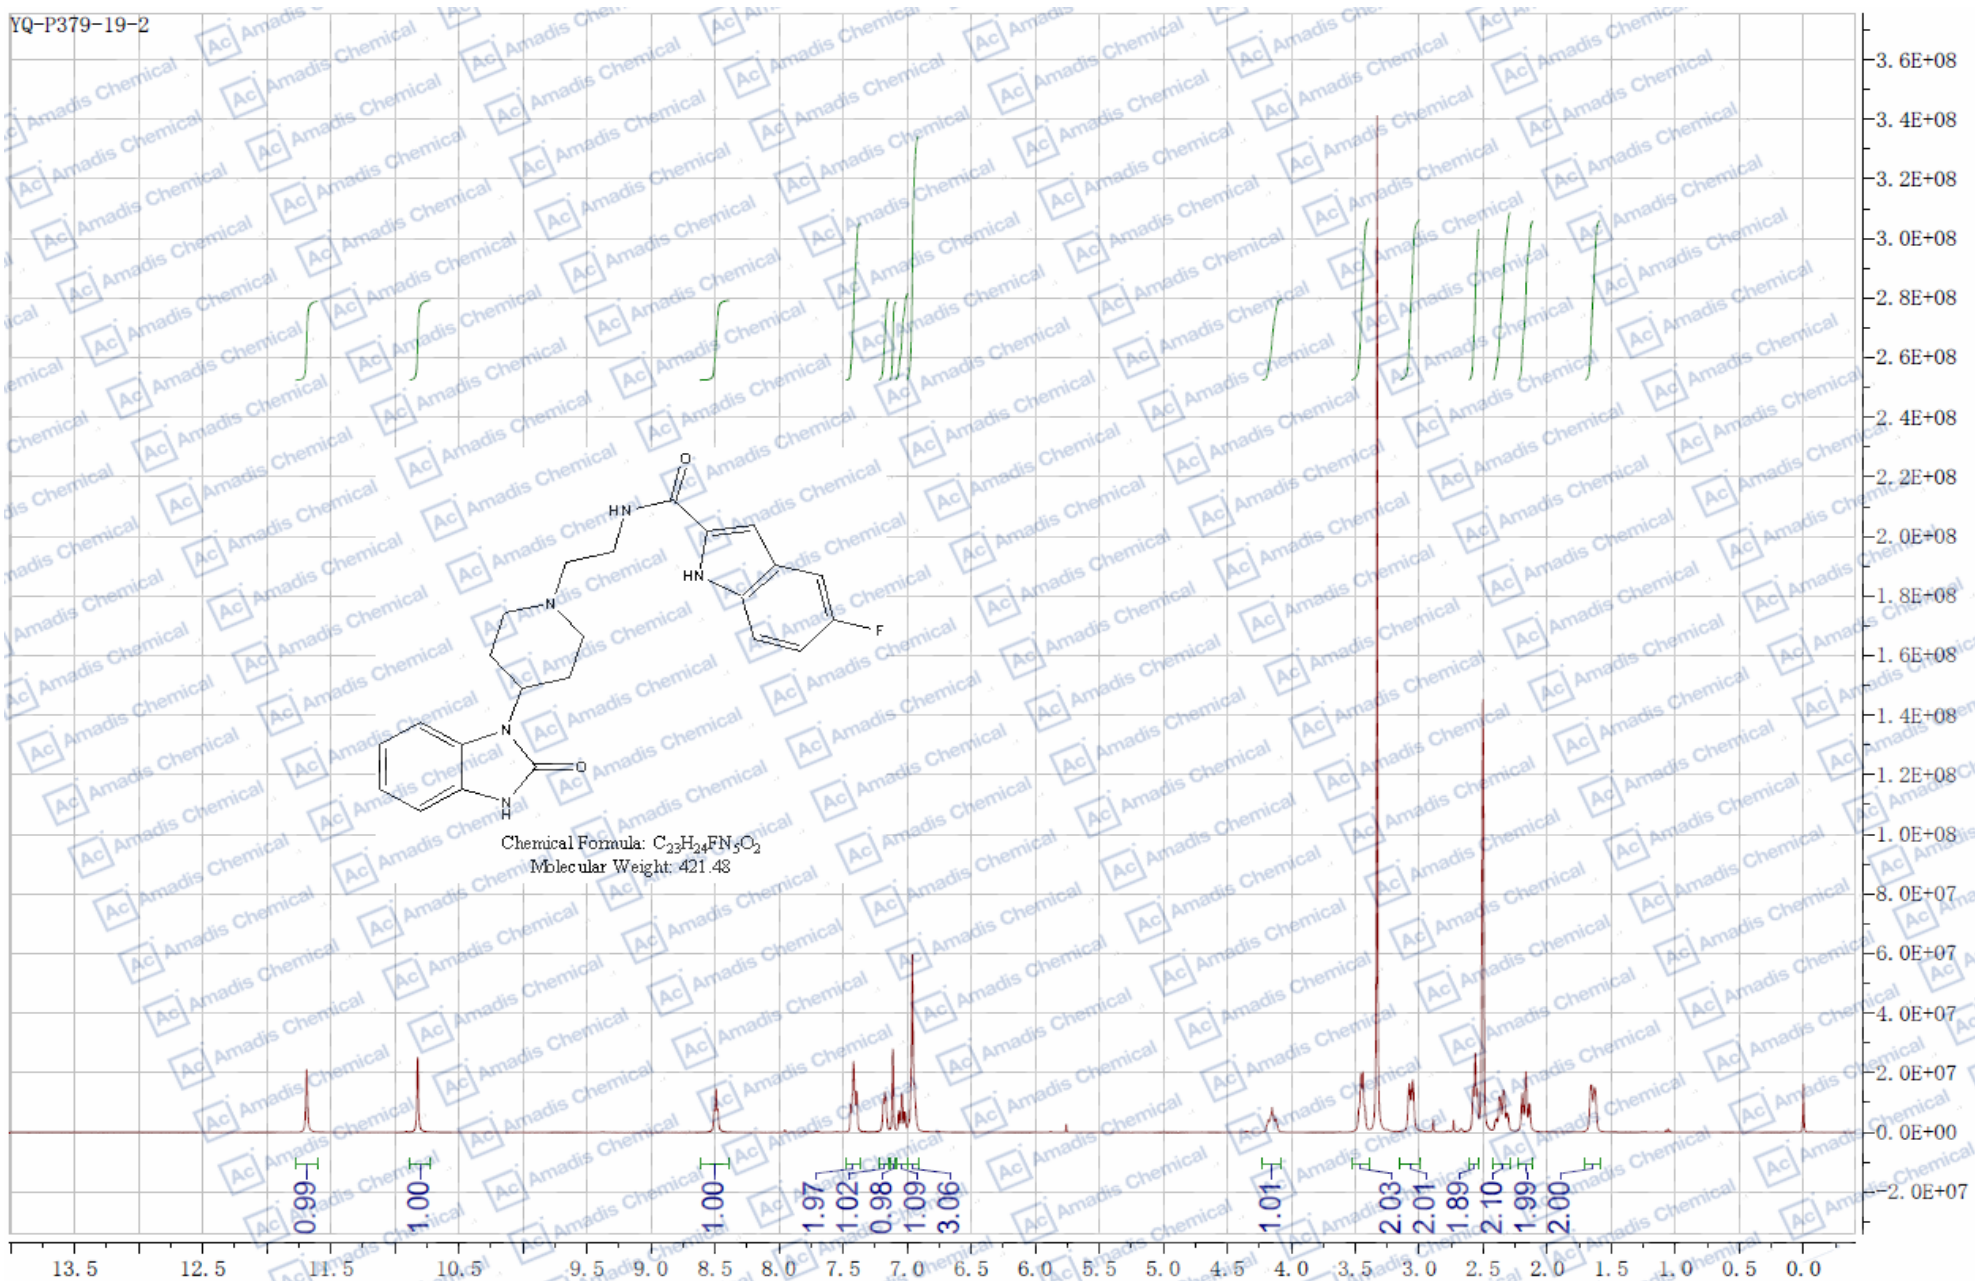 YQ-P379-19-2
3.6E+08
3.4E+08
3.2E+08
3.0E+08
2.8E+08
2.6E+08
2.4E+08
2.2E+08
2.0E+08
1.8E+08
1.6E+08
1.4E+08
1.2E+08
1.0E+08
8.0E+07
6.0E+07
4.0E+07
2.0E+07
0.0E+00
-2.0E+07
O
HN
HN
F
N
N
O
N
H
Chemical Formula: C23H24FN5O2
Molecular Weight: 421.48
0.99 1.00 1.00 1.97 1.02 0.98 1.09 3.06 1.01 2.03 2.01 1.89 2.10 1.99 2.00
13.5 12.5 11.5 10.5 9.5 9.0 8.5 8.0 7.5 7.0 6.5 6.0 5.5 5.0 4.5 4.0 3.5 3.0 2.5 2.0 1.5 1.0 0.5 0.0
Ac Amadis Chemical